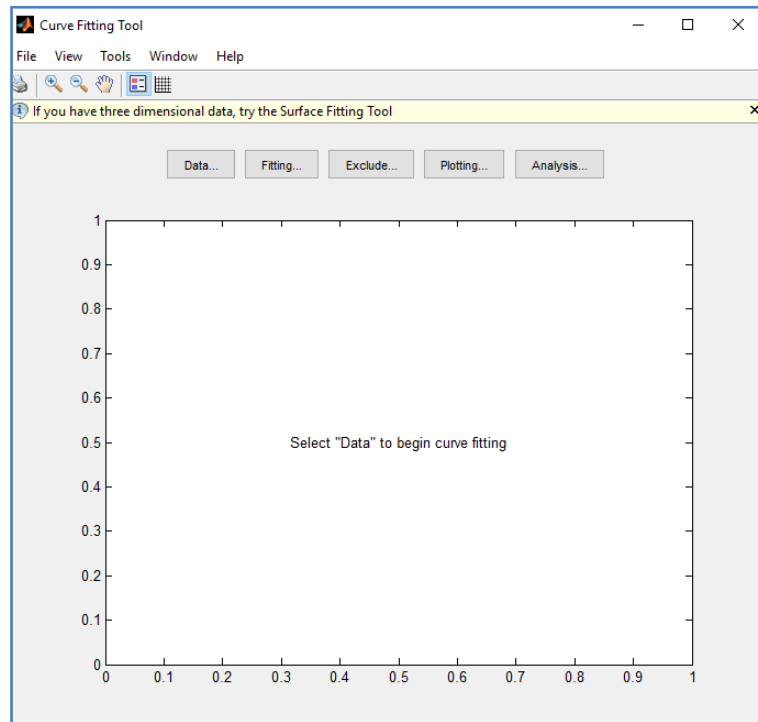 Curve Fitting Tool
File View Tools Window Help
If you have three dimensional data, try the Surface Fitting Tool
Data... Fitting... Exclude... Plotting... Analysis...
1
0.9
0.8
0.7
0.6
0.5
Select "Data" to begin curve fitting
0.4
0.3
0.2
0.1
0
0 0.1 0.2 0.3 0.4 0.5 0.6 0.7 0.8 0.9 1